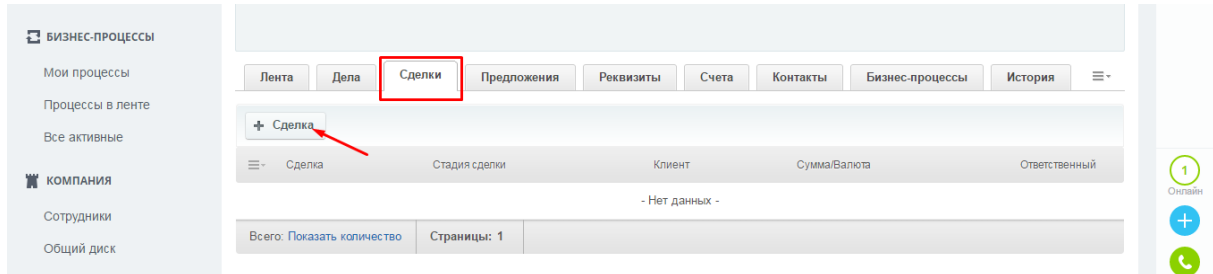 БИЗНЕС-ПРОЦЕССЫ
Мои процессы
Процессы в ленте
Все активные
КОМПАНИЯ
Сотрудники
Общий диск
Лента Дела Сделки Предложения Реквизиты Счета Контакты Бизнес-процессы История
+ Сделка
Сделка Стадия сделки Клиент Сумма/Валюта Ответственный
- Нет данных -
Всего: Показать количество Страницы: 1
1
Онлайн